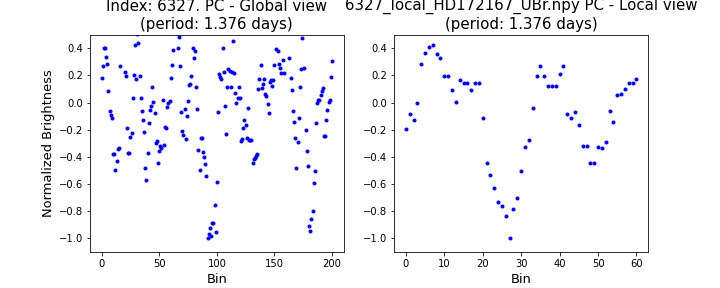 Index: 6327. PC - Global view
(period: 1.376 days)
6327_local_HD172167_UBr.npy PC - Local view
(period: 1.376 days)
Normalized Brightness
0.4
0.2
0.0
−0.2
−0.4
−0.6
−0.8
−1.0
0 50 100 150 200
Bin
0.4
0.2
0.0
−0.2
−0.4
−0.6
−0.8
−1.0
0 10 20 30 40 50 60
Bin